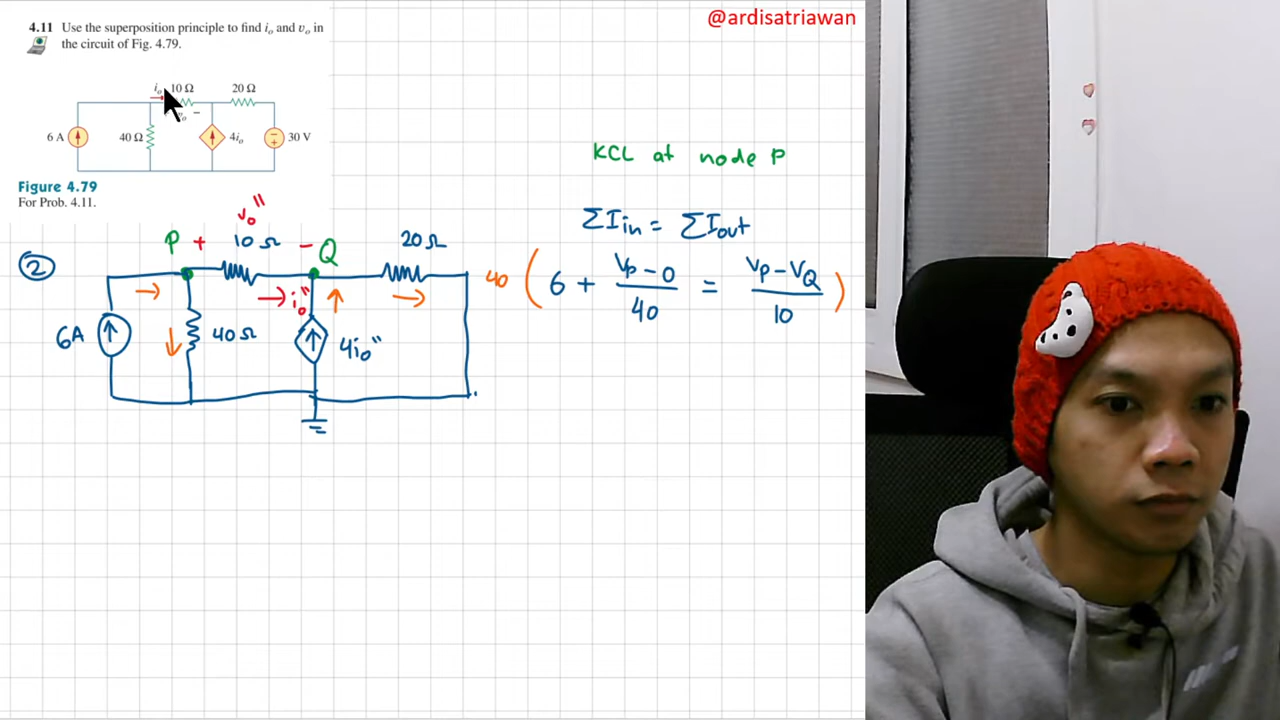 @ardisatriawan
4.11 Use the superposition principle to find iₒ and vₒ in
the circuit of Fig. 4.79.
iₒ 10 Ω 20 Ω
ₒ −
6 A 40 Ω 4iₒ − + 30 V
Figure 4.79
For Prob. 4.11.
KCL at node P
ΣIin = ΣIout
40 ( 6 + (VP − 0)/40 = (VP − VQ)/10 )
vₒ"
② P + 10 Ω − Q 20 Ω
→ iₒ"
6A 40 Ω 4iₒ"